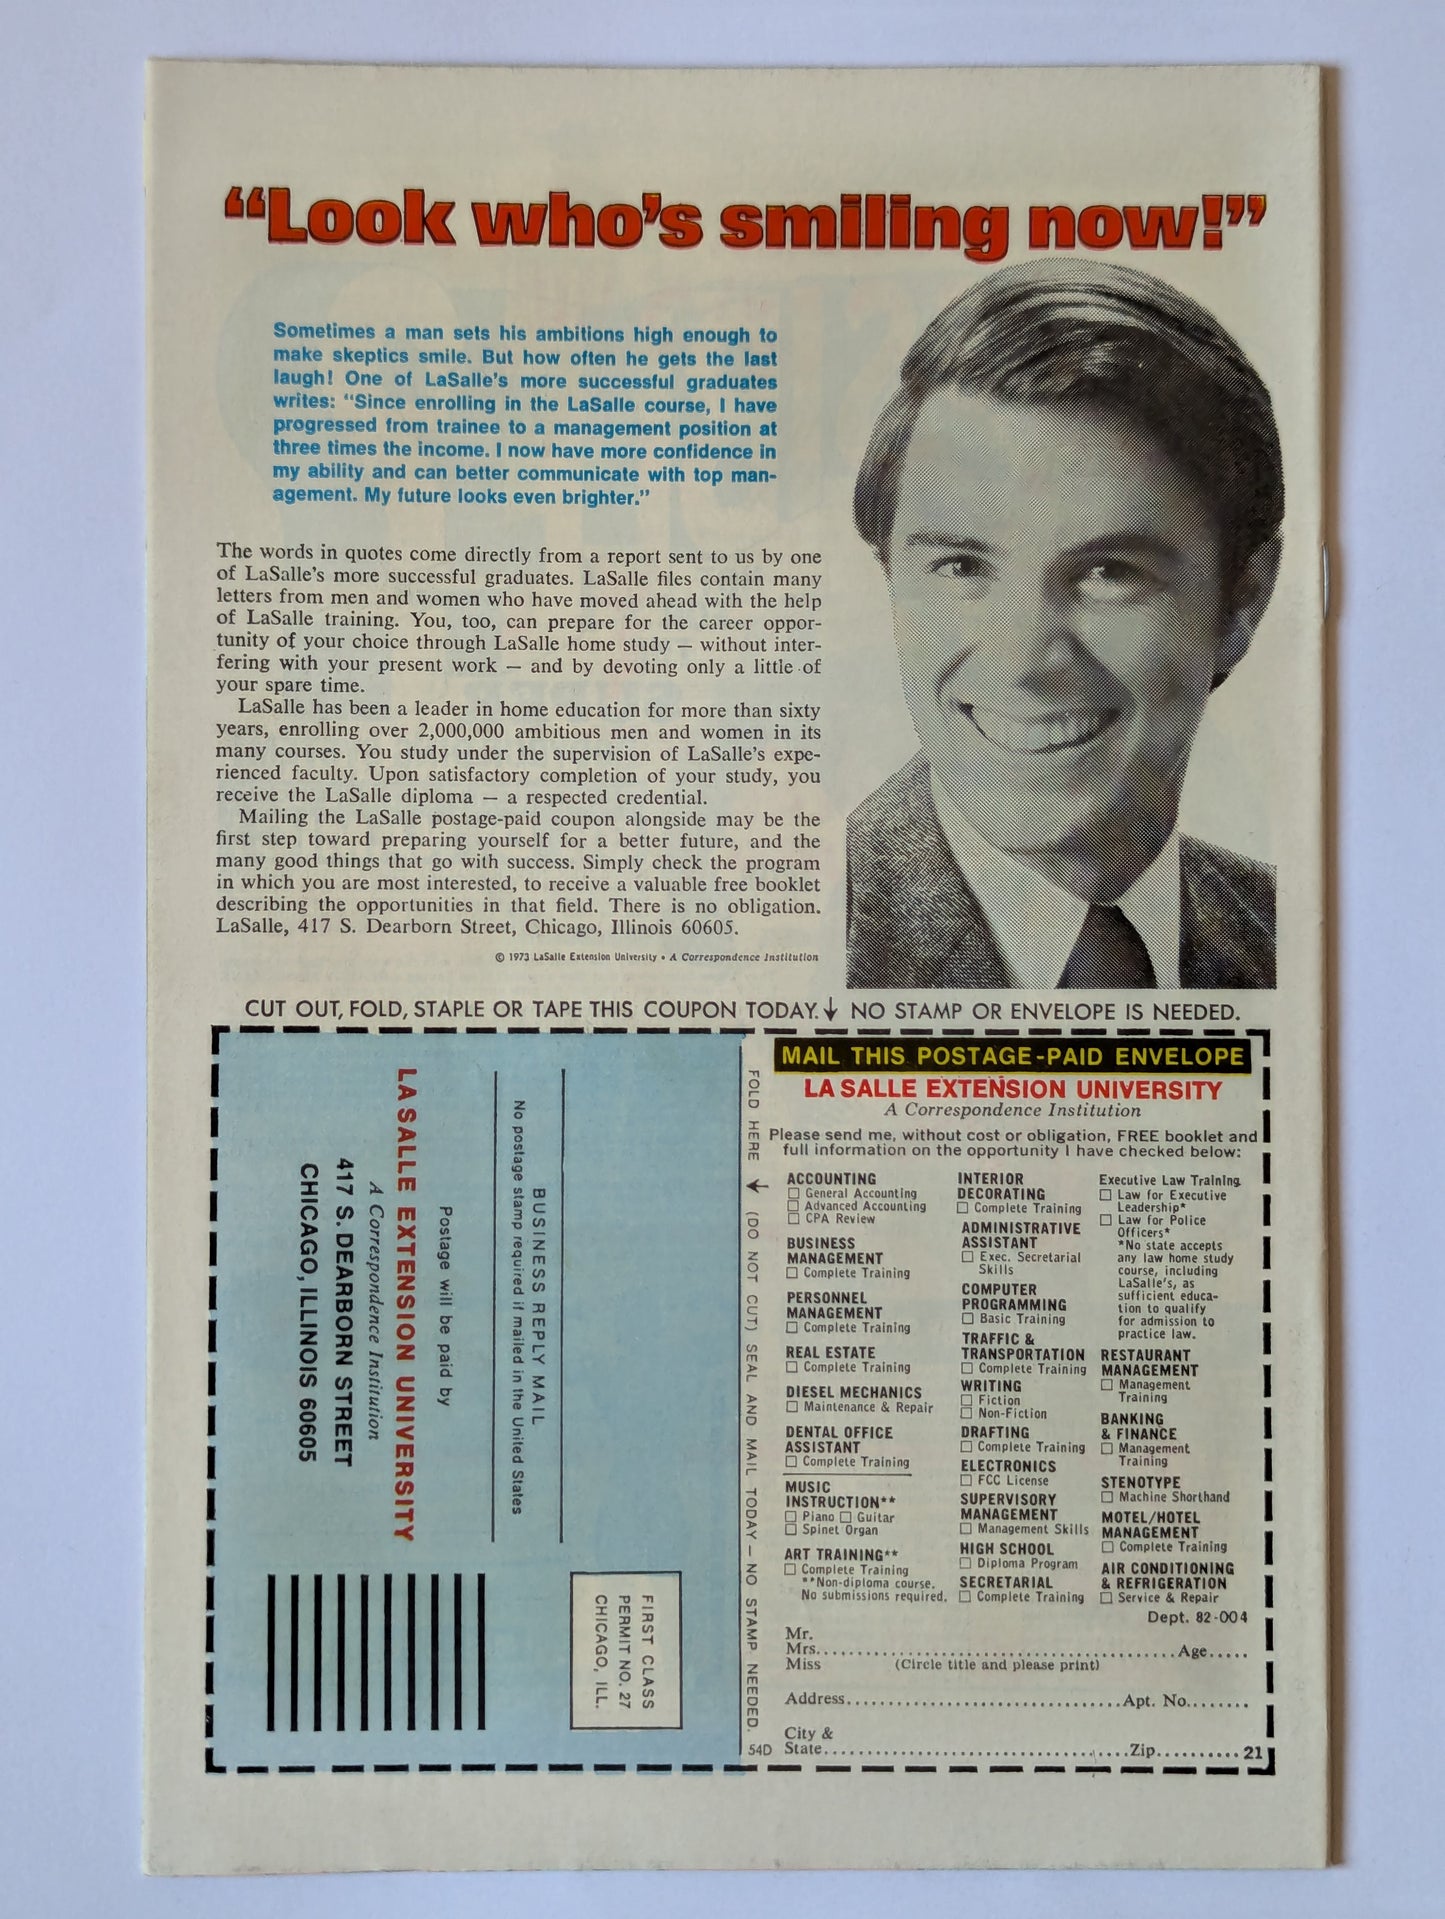 “Look who's smiling now!”
Sometimes a man sets his ambitions high enough to
make skeptics smile. But how often he gets the last
laugh! One of LaSalle's more successful graduates
writes: “Since enrolling in the LaSalle course, I have
progressed from trainee to a management position at
three times the income. I now have more confidence in
my ability and can better communicate with top man-
agement. My future looks even brighter.”
The words in quotes come directly from a report sent to us by one
of LaSalle's more successful graduates. LaSalle files contain many
letters from men and women who have moved ahead with the help
of LaSalle training. You, too, can prepare for the career oppor-
tunity of your choice through LaSalle home study — without inter-
fering with your present work — and by devoting only a little of
your spare time.
LaSalle has been a leader in home education for more than sixty
years, enrolling over 2,000,000 ambitious men and women in its
many courses. You study under the supervision of LaSalle's expe-
rienced faculty. Upon satisfactory completion of your study, you
receive the LaSalle diploma — a respected credential.
Mailing the LaSalle postage-paid coupon alongside may be the
first step toward preparing yourself for a better future, and the
many good things that go with success. Simply check the program
in which you are most interested, to receive a valuable free booklet
describing the opportunities in that field. There is no obligation.
LaSalle, 417 S. Dearborn Street, Chicago, Illinois 60605.
© 1973 LaSalle Extension University • A Correspondence Institution
CUT OUT, FOLD, STAPLE OR TAPE THIS COUPON TODAY. ↓ NO STAMP OR ENVELOPE IS NEEDED.
FIRST CLASS
PERMIT NO. 27
CHICAGO, ILL.
BUSINESS REPLY MAIL
No postage stamp required if mailed in the United States
Postage will be paid by
LA SALLE EXTENSION UNIVERSITY
A Correspondence Institution
417 S. DEARBORN STREET
CHICAGO, ILLINOIS 60605
FOLD HERE ↓ (DO NOT CUT) SEAL AND MAIL TODAY — NO STAMP NEEDED.
54D
MAIL THIS POSTAGE-PAID ENVELOPE
LA SALLE EXTENSION UNIVERSITY
A Correspondence Institution
Please send me, without cost or obligation, FREE booklet and
full information on the opportunity I have checked below:
ACCOUNTING
☐ General Accounting
☐ Advanced Accounting
☐ CPA Review
BUSINESS
MANAGEMENT
☐ Complete Training
PERSONNEL
MANAGEMENT
☐ Complete Training
REAL ESTATE
☐ Complete Training
DIESEL MECHANICS
☐ Maintenance & Repair
DENTAL OFFICE
ASSISTANT
☐ Complete Training
MUSIC
INSTRUCTION**
☐ Piano ☐ Guitar
☐ Spinet Organ
ART TRAINING**
☐ Complete Training
**Non-diploma course.
No submissions required.
INTERIOR
DECORATING
☐ Complete Training
ADMINISTRATIVE
ASSISTANT
☐ Exec. Secretarial
Skills
COMPUTER
PROGRAMMING
☐ Basic Training
TRAFFIC &
TRANSPORTATION
☐ Complete Training
WRITING
☐ Fiction
☐ Non-Fiction
DRAFTING
☐ Complete Training
ELECTRONICS
☐ FCC License
SUPERVISORY
MANAGEMENT
☐ Management Skills
HIGH SCHOOL
☐ Diploma Program
SECRETARIAL
☐ Complete Training
Executive Law Training
☐ Law for Executive
Leadership*
☐ Law for Police
Officers*
*No state accepts
any law home study
course, including
LaSalle's, as
sufficient educa-
tion to qualify
for admission to
practice law.
RESTAURANT
MANAGEMENT
☐ Management
Training
BANKING
& FINANCE
☐ Management
Training
STENOTYPE
☐ Machine Shorthand
MOTEL/HOTEL
MANAGEMENT
☐ Complete Training
AIR CONDITIONING
& REFRIGERATION
☐ Service & Repair
Dept. 82-004
Mr.
Mrs. Age
Miss (Circle title and please print)
Address Apt. No.
City &
State Zip 21